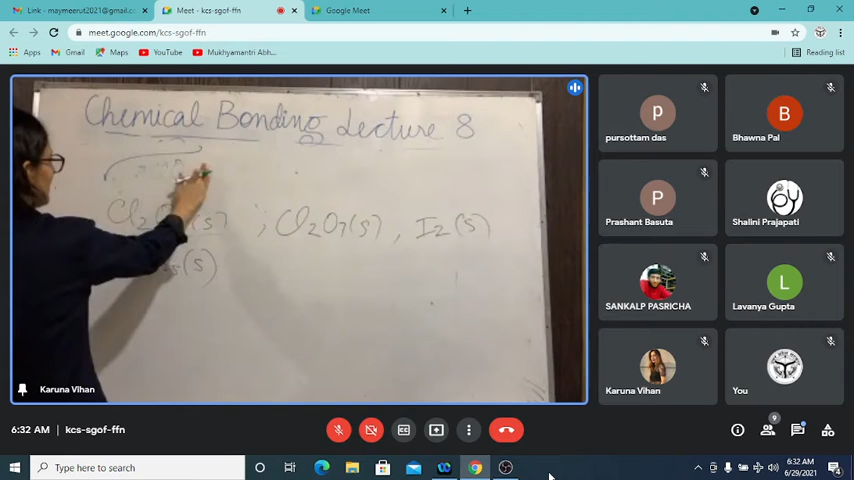 Link - maymeerut2021@gmail.co
Meet - kcs-sgof-ffn
Google Meet
meet.google.com/kcs-sgof-ffn
Apps
Gmail
Maps
YouTube
Mukhyamantri Abh...
Reading list
Chemical Bonding Lecture 8
(s) ; Cl2O7(s) , I2(s)
(s)
Karuna Vihan
pursottam das
Bhawna Pal
Prashant Basuta
Shalini Prajapati
SANKALP PASRICHA
Lavanya Gupta
Karuna Vihan
You
6:32 AM kcs-sgof-ffn
9
Type here to search
6:32 AM
6/29/2021
4